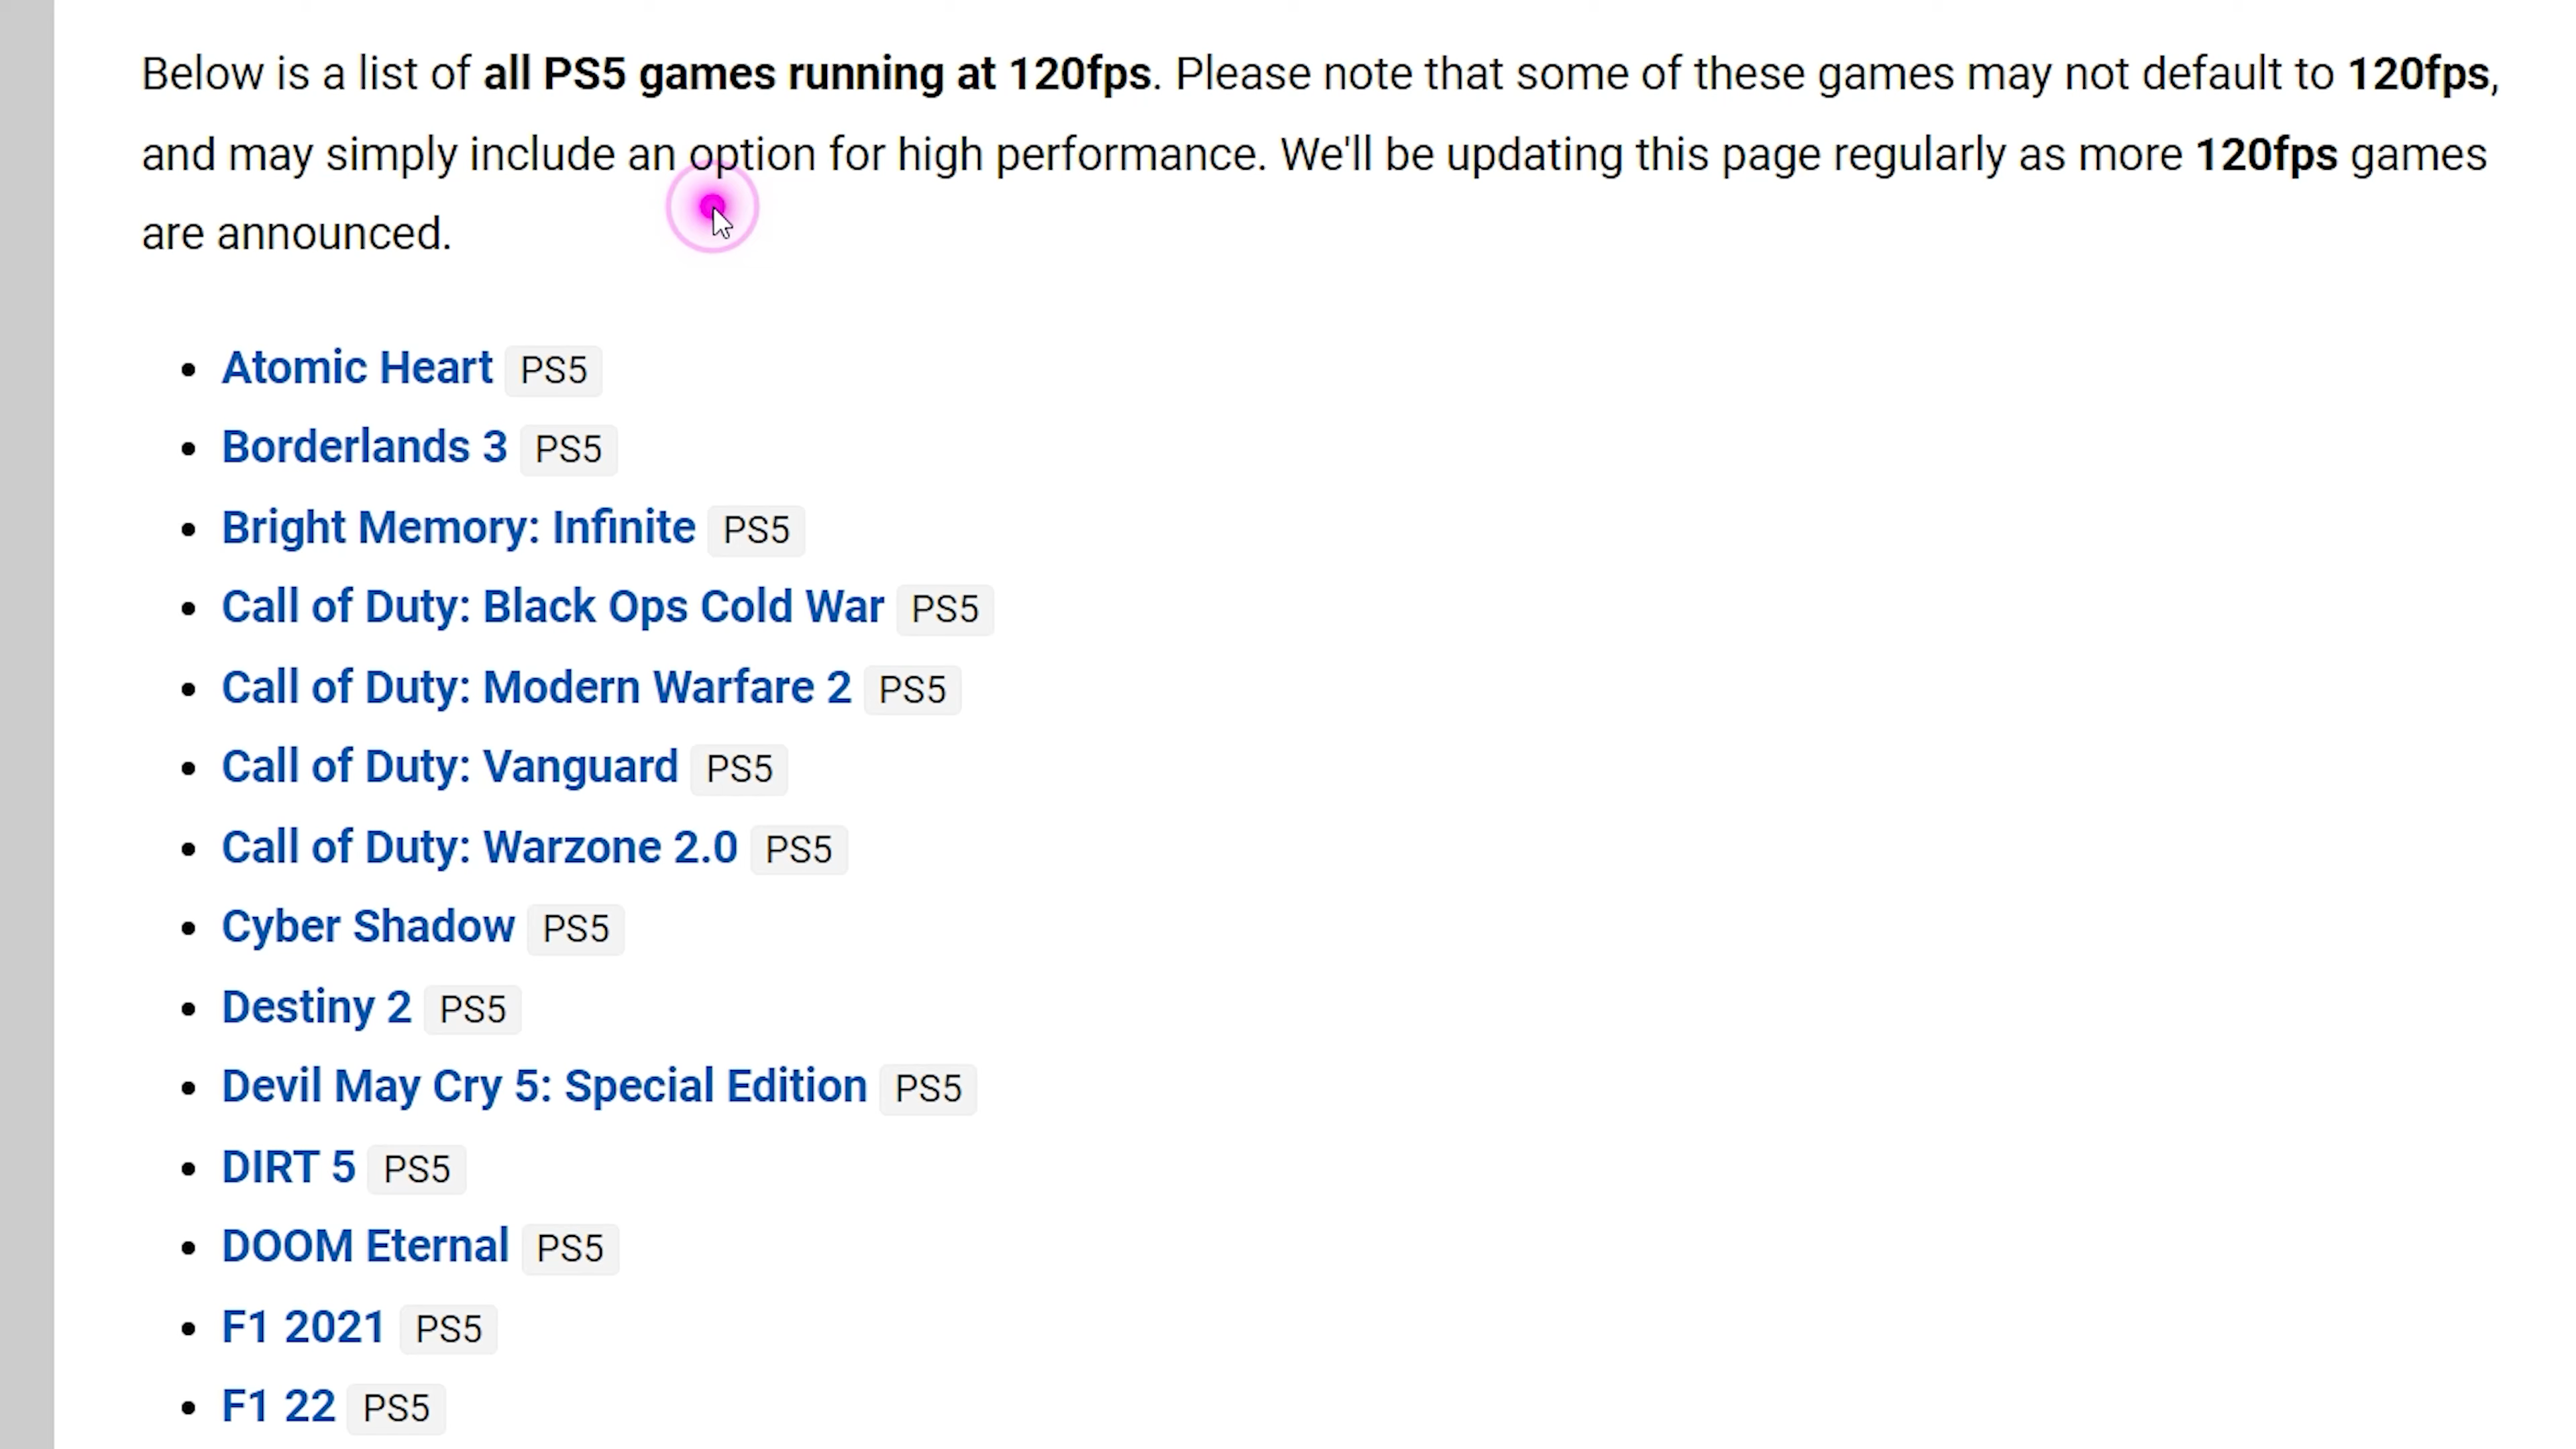 Below is a list of all PS5 games running at 120fps. Please note that some of these games may not default to 120fps,
and may simply include an option for high performance. We'll be updating this page regularly as more 120fps games
are announced.
Atomic Heart PS5
Borderlands 3 PS5
Bright Memory: Infinite PS5
Call of Duty: Black Ops Cold War PS5
Call of Duty: Modern Warfare 2 PS5
Call of Duty: Vanguard PS5
Call of Duty: Warzone 2.0 PS5
Cyber Shadow PS5
Destiny 2 PS5
Devil May Cry 5: Special Edition PS5
DIRT 5 PS5
DOOM Eternal PS5
F1 2021 PS5
F1 22 PS5